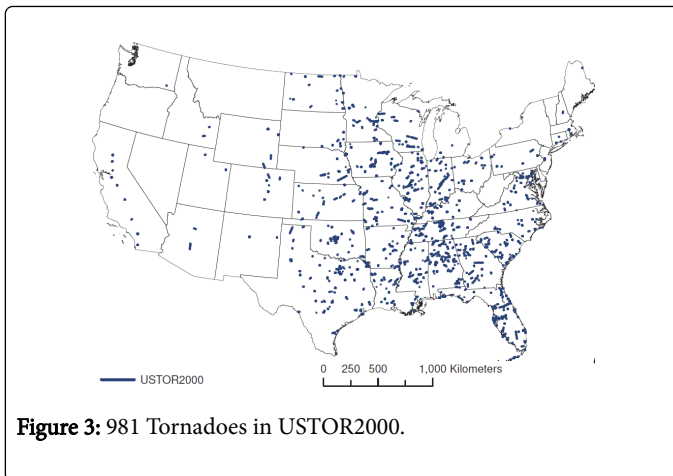 0 250 500 1,000 Kilometers
USTOR2000
Figure 3: 981 Tornadoes in USTOR2000.